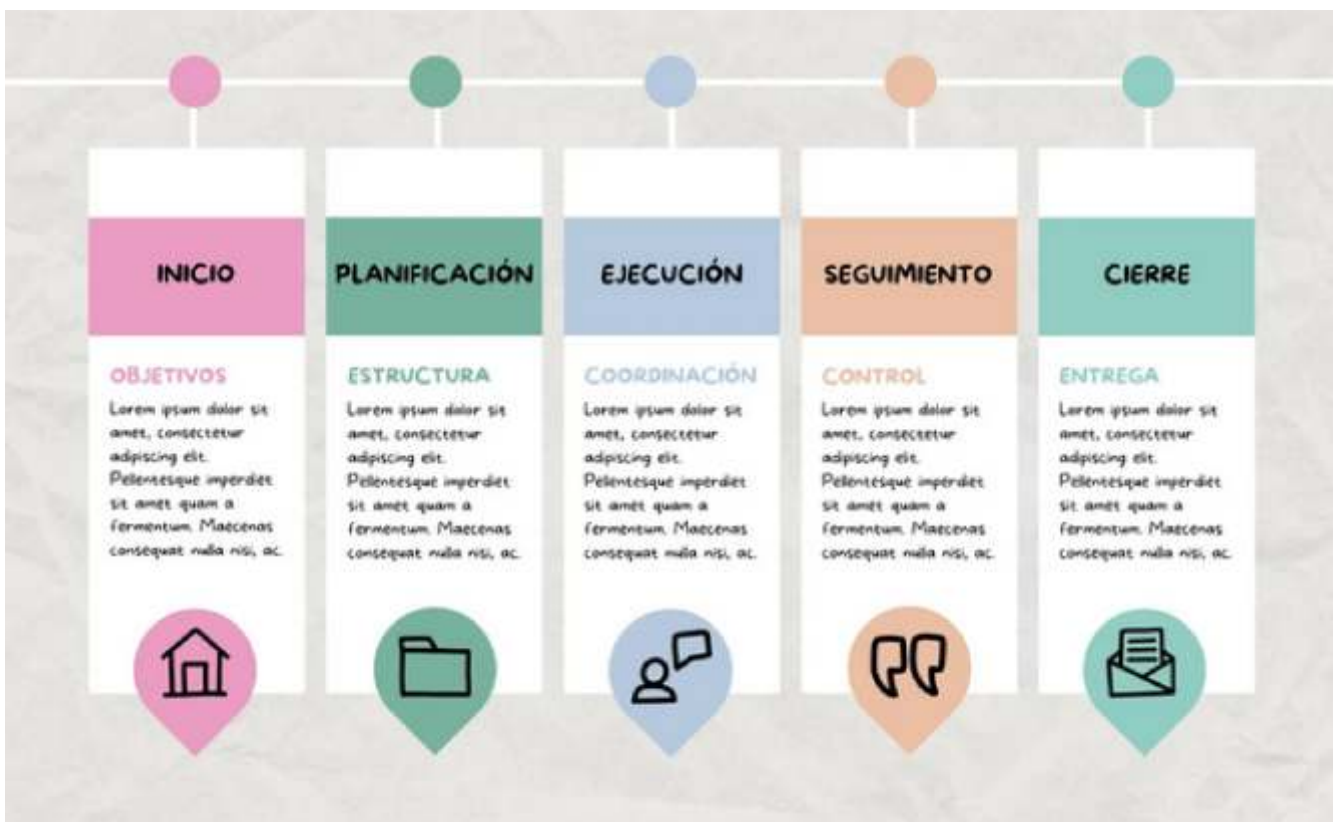 INICIO
OBJETIVOS
Lorem ipsum dolor sit
amet, consectetur
adipiscing elit.
Pellentesque imperdiet
sit amet quam a
fermentum. Maecenas
consequat nulla nisi, ac.
PLANIFICACIÓN
ESTRUCTURA
Lorem ipsum dolor sit
amet, consectetur
adipiscing elit.
Pellentesque imperdiet
sit amet quam a
fermentum. Maecenas
consequat nulla nisi, ac.
EJECUCIÓN
COORDINACIÓN
Lorem ipsum dolor sit
amet, consectetur
adipiscing elit.
Pellentesque imperdiet
sit amet quam a
fermentum. Maecenas
consequat nulla nisi, ac.
SEGUIMIENTO
CONTROL
Lorem ipsum dolor sit
amet, consectetur
adipiscing elit.
Pellentesque imperdiet
sit amet quam a
fermentum. Maecenas
consequat nulla nisi, ac.
CIERRE
ENTREGA
Lorem ipsum dolor sit
amet, consectetur
adipiscing elit.
Pellentesque imperdiet
sit amet quam a
fermentum. Maecenas
consequat nulla nisi, ac.